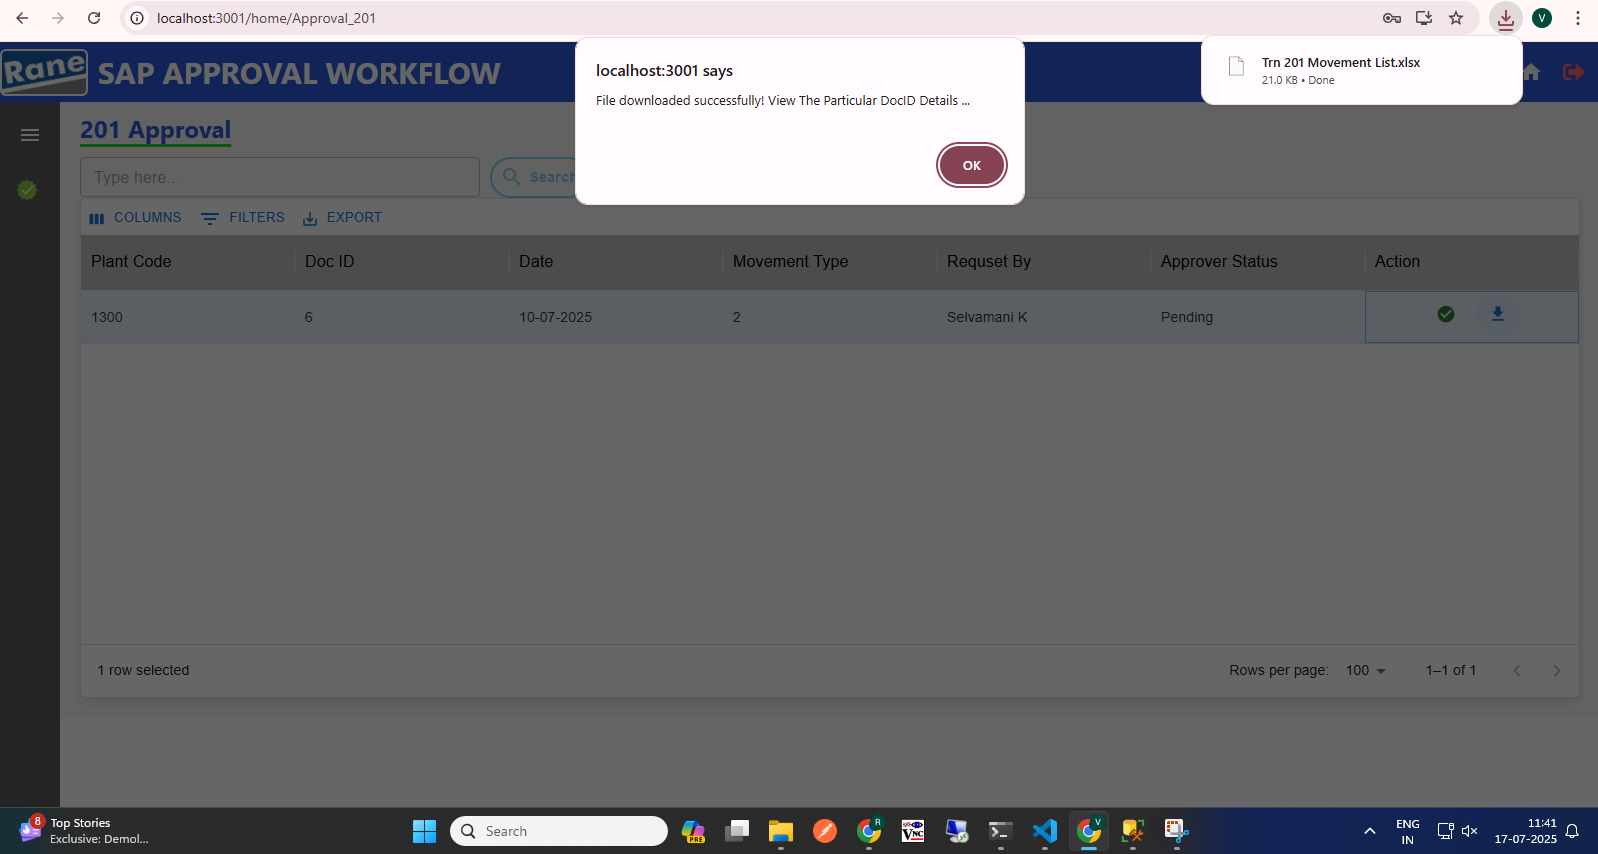 localhost:3001/home/Approval_201
V
Rane
SAP APPROVAL WORKFLOW
localhost:3001 says
File downloaded successfully! View The Particular DocID Details ...
OK
Trn 201 Movement List.xlsx
21.0 KB • Done
201 Approval
Type here...
Search
COLUMNS
FILTERS
EXPORT
Plant Code Doc ID Date Movement Type Requset By Approver Status Action
1300 6 10-07-2025 2 Selvamani K Pending
1 row selected
Rows per page: 100 1–1 of 1
8
Top Stories
Exclusive: Demol...
Search
PRE
R
VNC
V
ENG
IN
11:41
17-07-2025